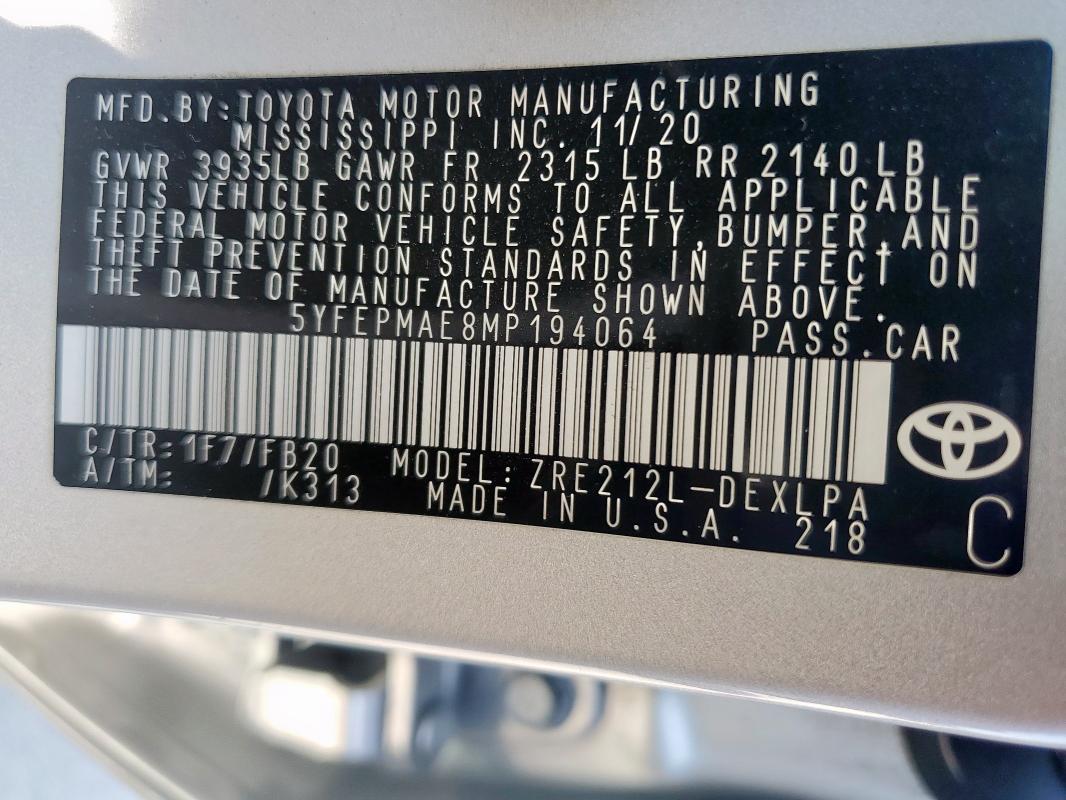 MFD.BY:TOYOTA MOTOR MANUFACTURING
MISSISSIPPI INC. 11/20
GVWR 3935LB GAWR FR 2315 LB RR 2140 LB
THIS VEHICLE CONFORMS TO ALL APPLICABLE
FEDERAL MOTOR VEHICLE SAFETY,BUMPER,AND
THEFT PREVENTION STANDARDS IN EFFECT ON
THE DATE OF MANUFACTURE SHOWN ABOVE.
5YFEPMAE8MP194064 PASS.CAR
C/TR:1F7/FB20 MODEL:ZRE212L-DEXLPA
A/TM: /K313 MADE IN U.S.A. 218
C